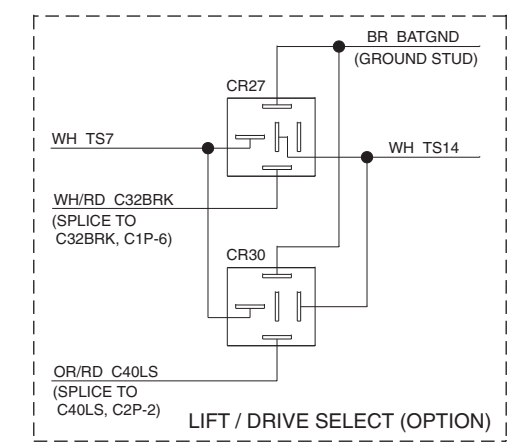 BR BATGND
(GROUND STUD)
CR27
WH TS7
WH TS14
WH/RD C32BRK
(SPLICE TO
C32BRK, C1P-6)
CR30
OR/RD C40LS
(SPLICE TO
C40LS, C2P-2)
LIFT / DRIVE SELECT (OPTION)